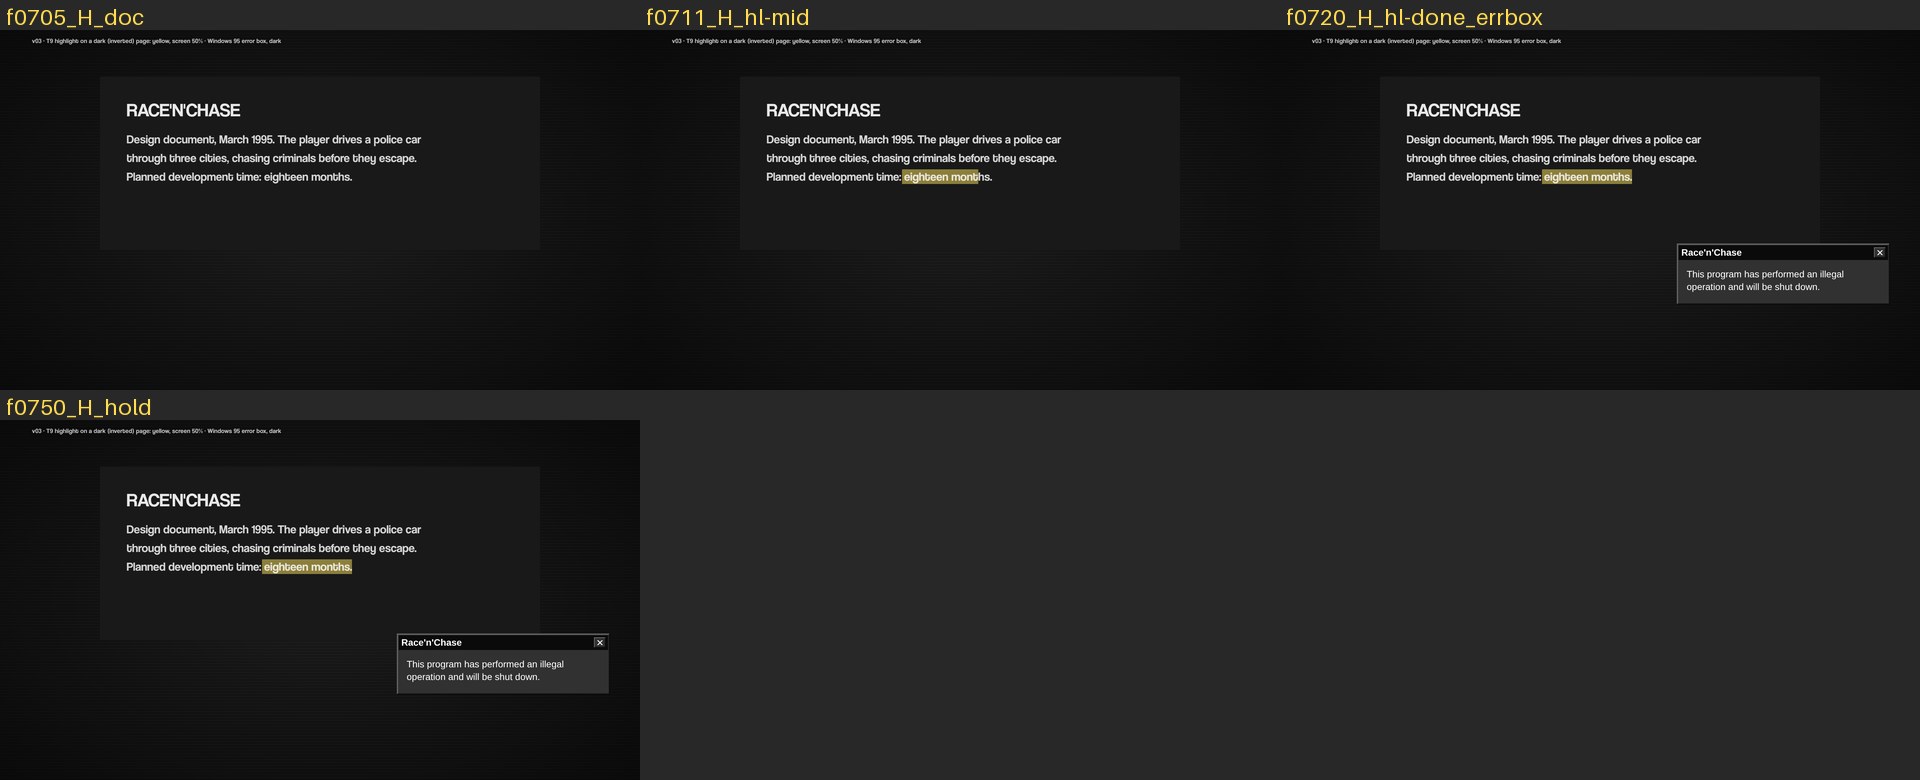 f0705_H_doc
v03 - T9 highlight on a dark (inverted) page: yellow, screen 50% - Windows 95 error box, dark
RACE'N'CHASE
Design document, March 1995. The player drives a police car
through three cities, chasing criminals before they escape.
Planned development time: eighteen months.
f0711_H_hl-mid
v03 - T9 highlight on a dark (inverted) page: yellow, screen 50% - Windows 95 error box, dark
RACE'N'CHASE
Design document, March 1995. The player drives a police car
through three cities, chasing criminals before they escape.
Planned development time: eighteen months.
f0720_H_hl-done_errbox
v03 - T9 highlight on a dark (inverted) page: yellow, screen 50% - Windows 95 error box, dark
RACE'N'CHASE
Design document, March 1995. The player drives a police car
through three cities, chasing criminals before they escape.
Planned development time: eighteen months.
Race'n'Chase
This program has performed an illegal
operation and will be shut down.
f0750_H_hold
v03 - T9 highlight on a dark (inverted) page: yellow, screen 50% - Windows 95 error box, dark
RACE'N'CHASE
Design document, March 1995. The player drives a police car
through three cities, chasing criminals before they escape.
Planned development time: eighteen months.
Race'n'Chase
This program has performed an illegal
operation and will be shut down.